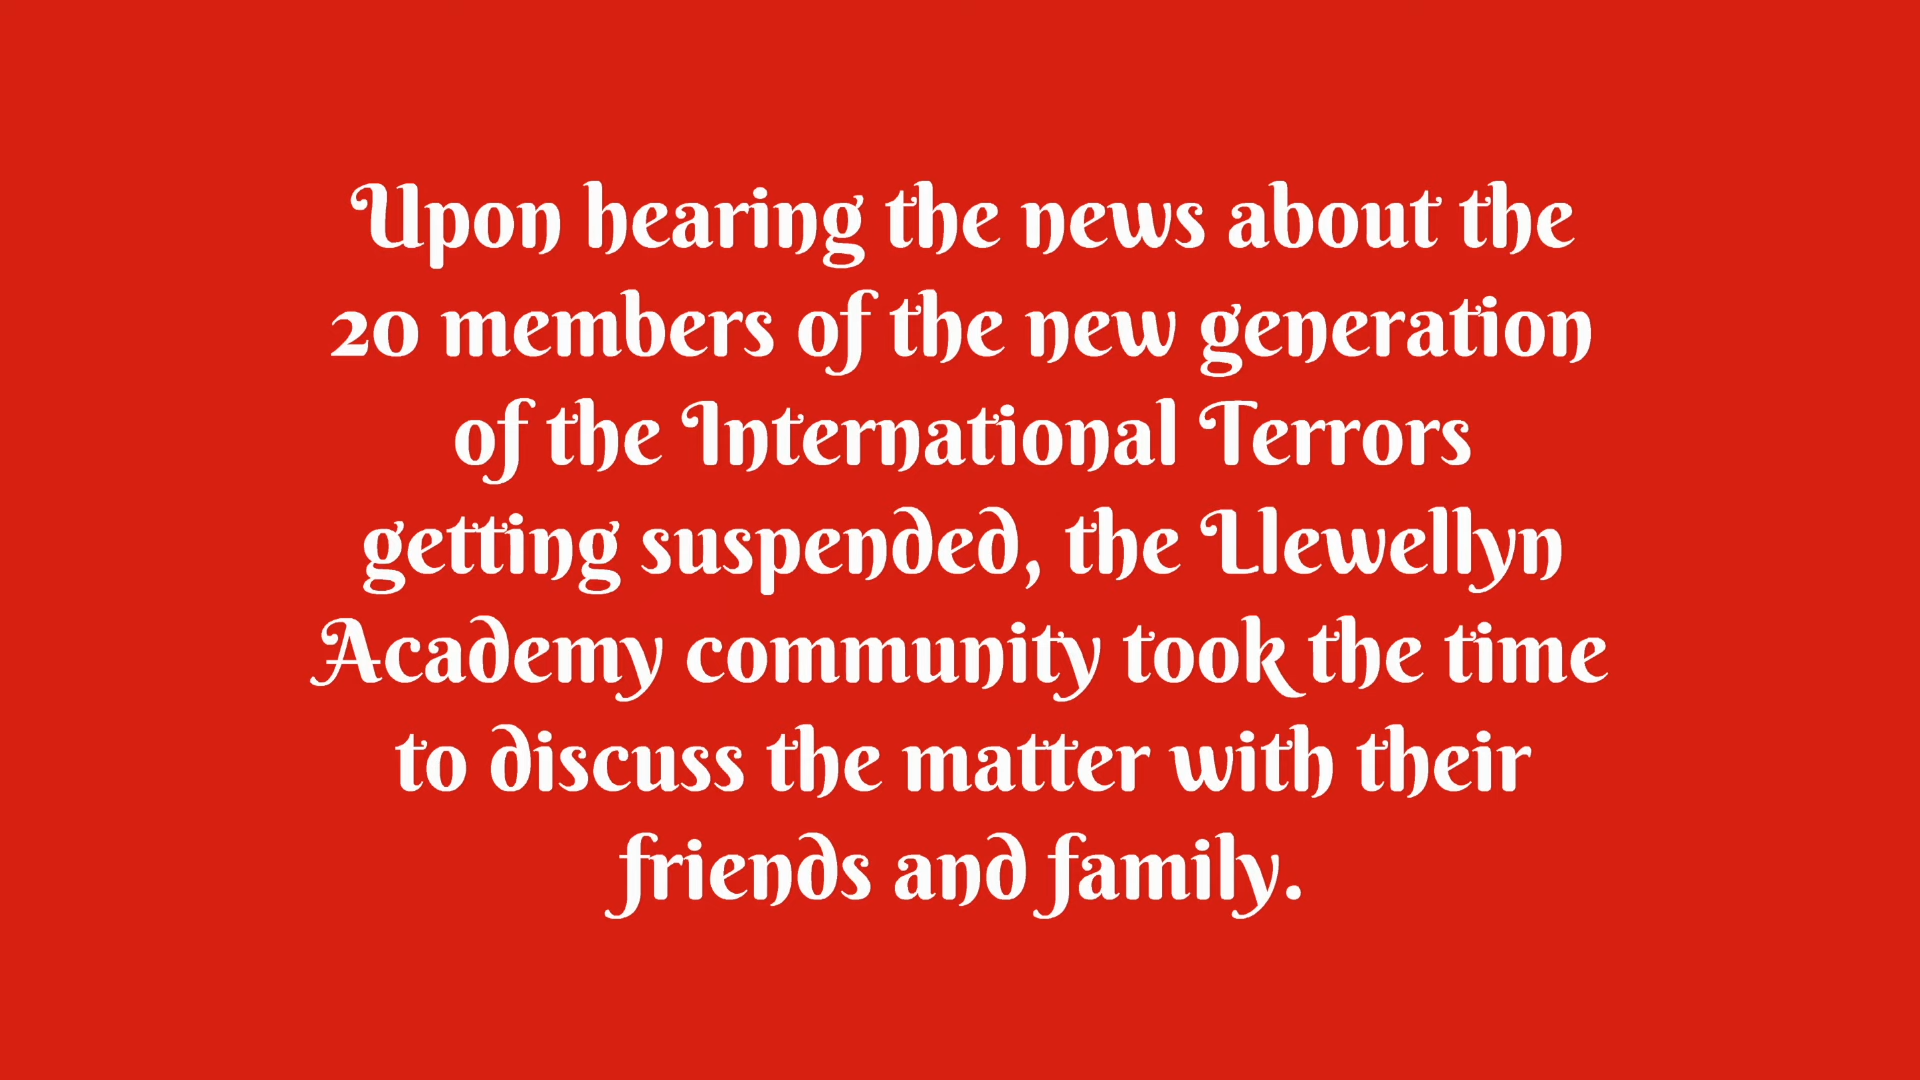 Upon hearing the news about the
20 members of the new generation
of the International Terrors
getting suspended, the Llewellyn
Academy community took the time
to discuss the matter with their
friends and family.